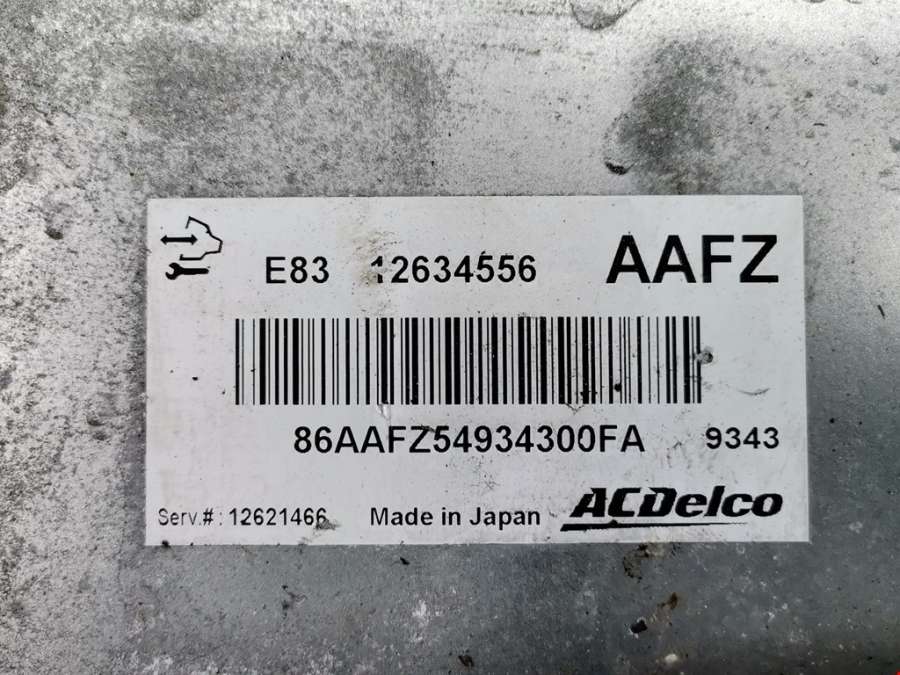 E83 12634556 AAFZ
86AAFZ54934300FA 9343
Serv.# : 12621466 Made in Japan ACDelco